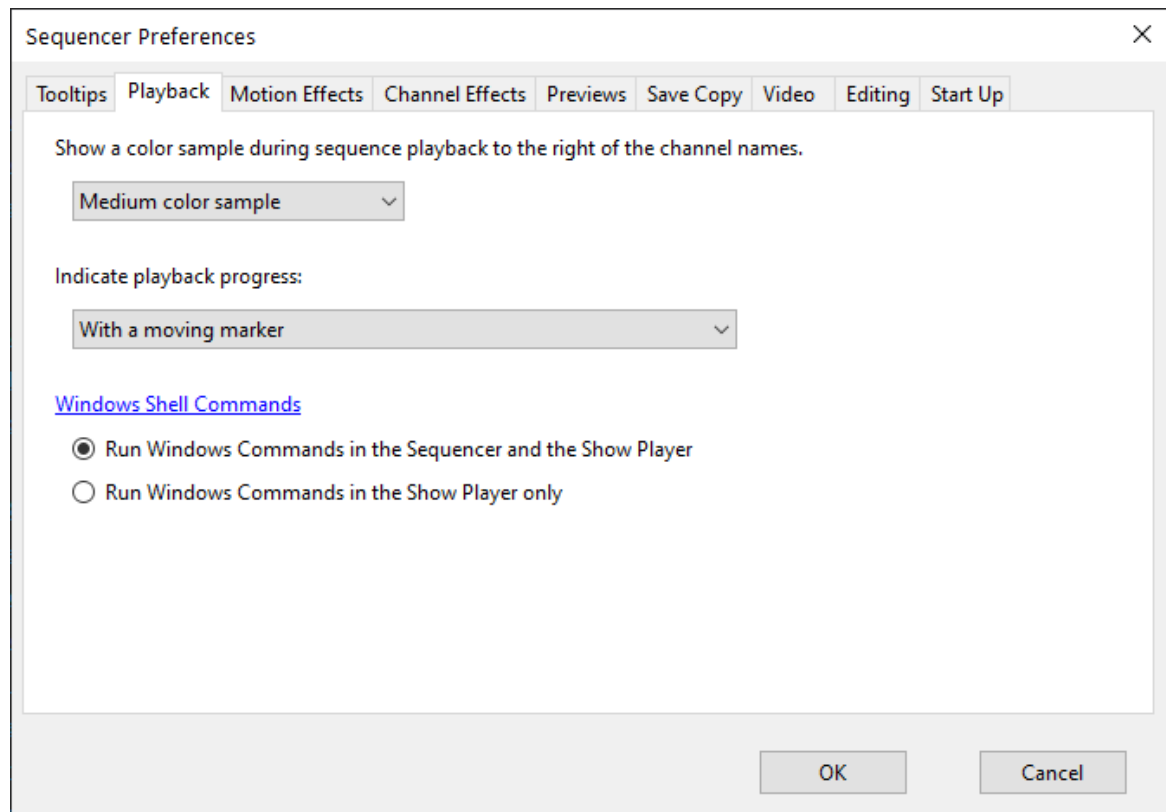 Sequencer Preferences
Tooltips Playback Motion Effects Channel Effects Previews Save Copy Video Editing Start Up
Show a color sample during sequence playback to the right of the channel names.
Medium color sample
Indicate playback progress:
With a moving marker
Windows Shell Commands
Run Windows Commands in the Sequencer and the Show Player
Run Windows Commands in the Show Player only
OK Cancel